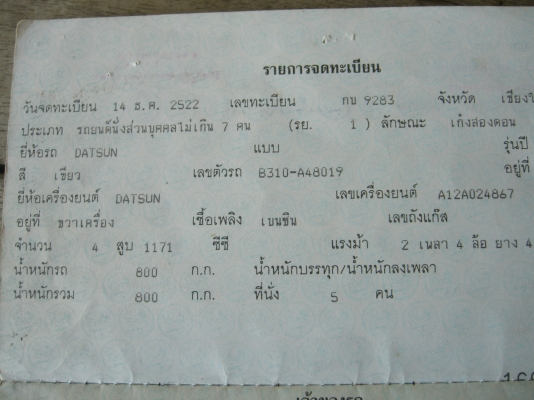 รายการจดทะเบียน
วันจดทะเบียน 14 ธ.ค. 2522 เลขทะเบียน กบ 9283 จังหวัด เชียงใ
ประเภท รถยนต์นั่งส่วนบุคคลไม่เกิน 7 คน (รย. 1 ) ลักษณะ เก๋งสองตอน
ยี่ห้อรถ DATSUN แบบ รุ่นปี
สี เขียว เลขตัวรถ B310-A48019 อยู่ที่
ยี่ห้อเครื่องยนต์ DATSUN เลขเครื่องยนต์ A12A024867
อยู่ที่ ขวาเครื่อง เชื้อเพลิง เบนซิน เลขถังแก๊ส
จำนวน 4 สูบ 1171 ซีซี แรงม้า 2 เพลา 4 ล้อ ยาง 4
น้ำหนักรถ 800 ก.ก. น้ำหนักบรรทุก/น้ำหนักลงเพลา
น้ำหนักรวม 800 ก.ก. ที่นั่ง 5 คน